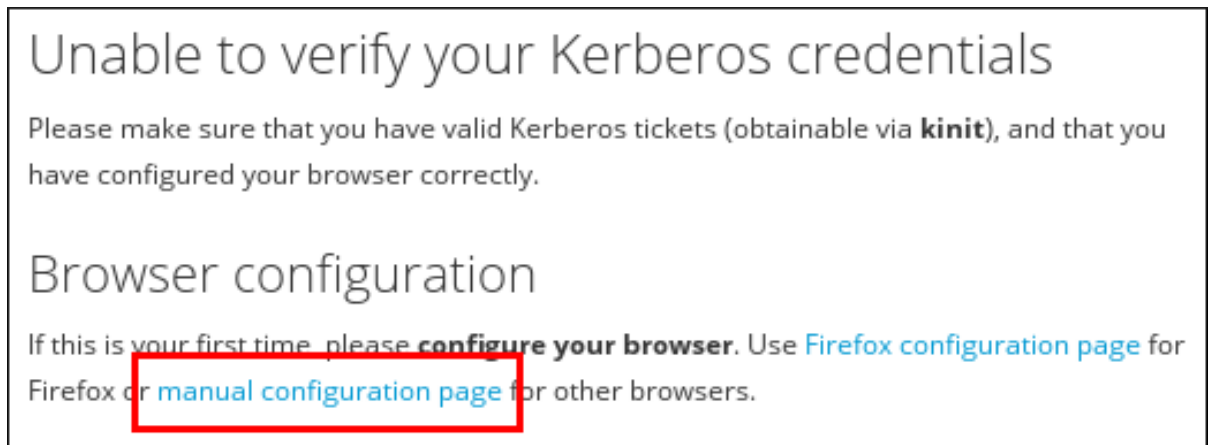 Unable to verify your Kerberos credentials
Please make sure that you have valid Kerberos tickets (obtainable via kinit), and that you
have configured your browser correctly.
Browser configuration
If this is your first time, please configure your browser. Use Firefox configuration page for
Firefox or manual configuration page for other browsers.